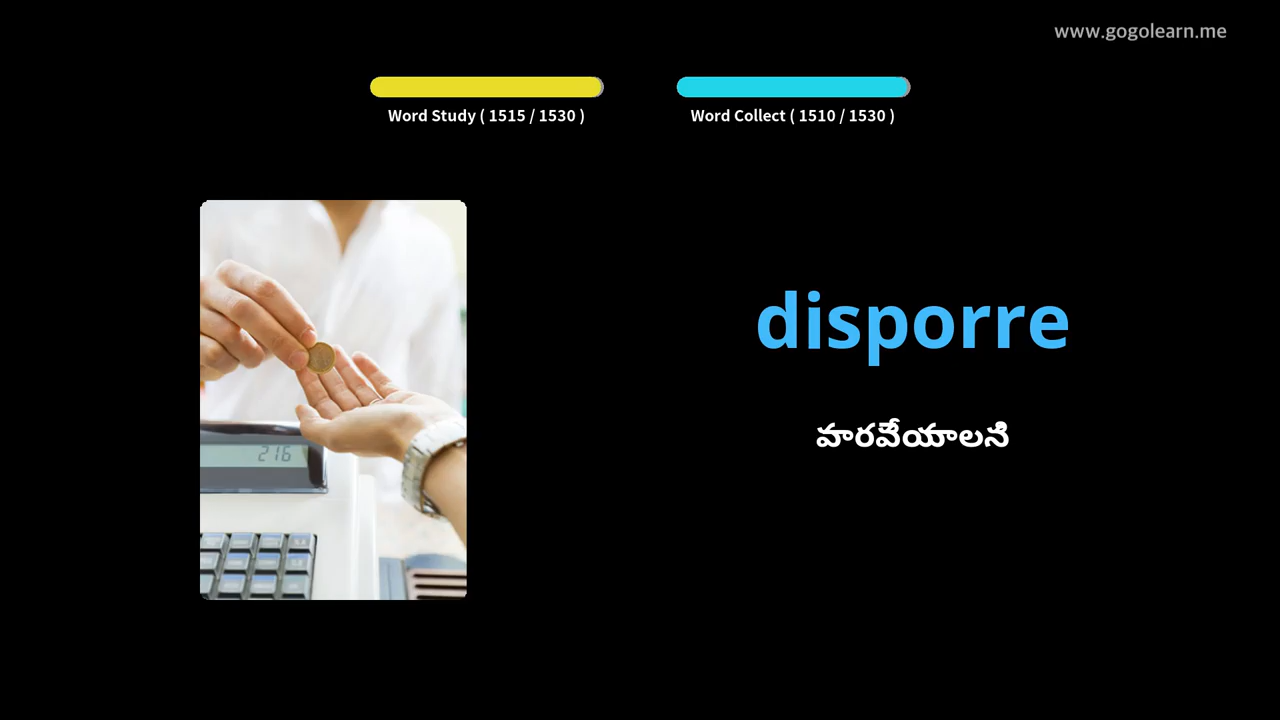 www.gogolearn.me
Word Study ( 1515 / 1530 )
Word Collect ( 1510 / 1530 )
216
disporre
పారవేయాలని